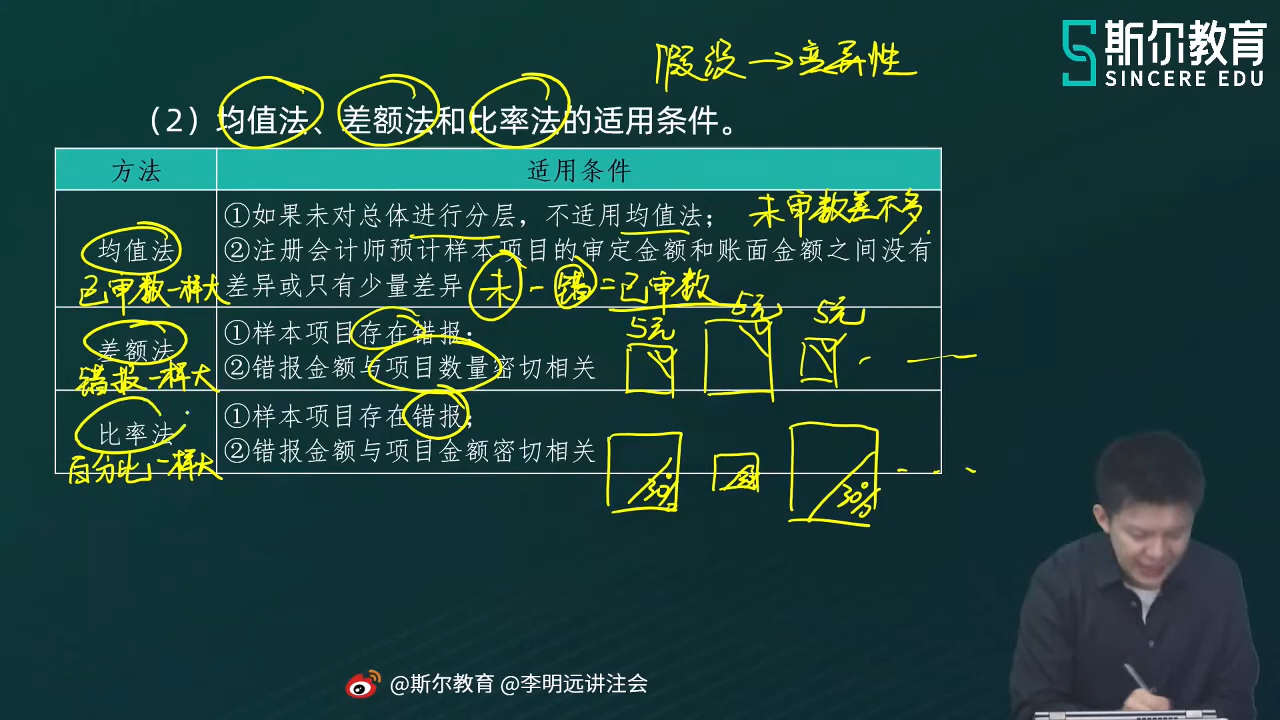 假设→变异性
斯尔教育
SINCERE EDU
（2）均值法、差额法和比率法的适用条件。
方法
适用条件
均值法
已审数一样大
①如果未对总体进行分层，不适用均值法；
未审数差不多
②注册会计师预计样本项目的审定金额和账面金额之间没有
差异或只有少量差异
未-错=已审数
差额法
错报一样大
①样本项目存在错报；
②错报金额与项目数量密切相关
5元
5元
5元
比率法
百分比一样大
①样本项目存在错报；
②错报金额与项目金额密切相关
30%
30%
@斯尔教育 @李明远讲注会